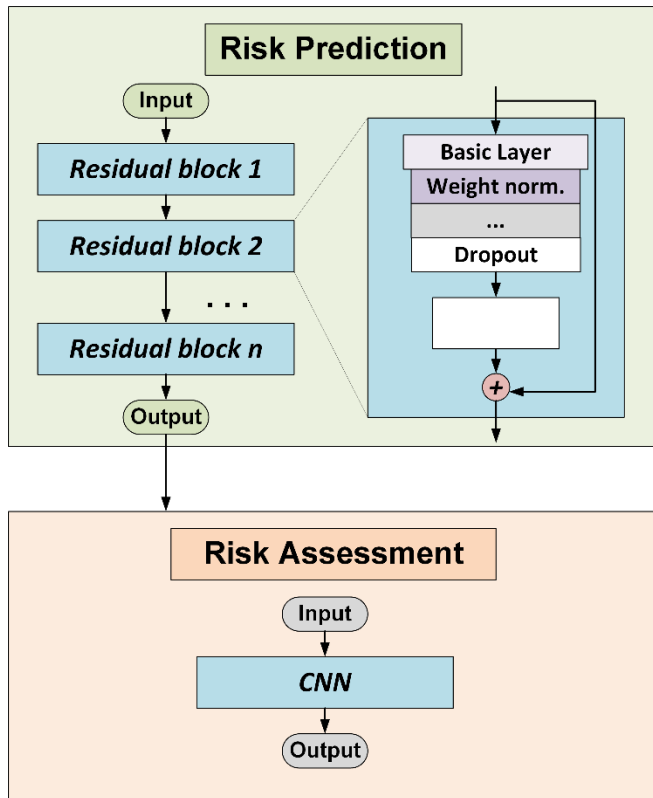 Risk Prediction
Input
Residual block 1
Residual block 2
. . .
Residual block n
Output
Basic Layer
Weight norm.
...
Dropout
+
Risk Assessment
Input
CNN
Output